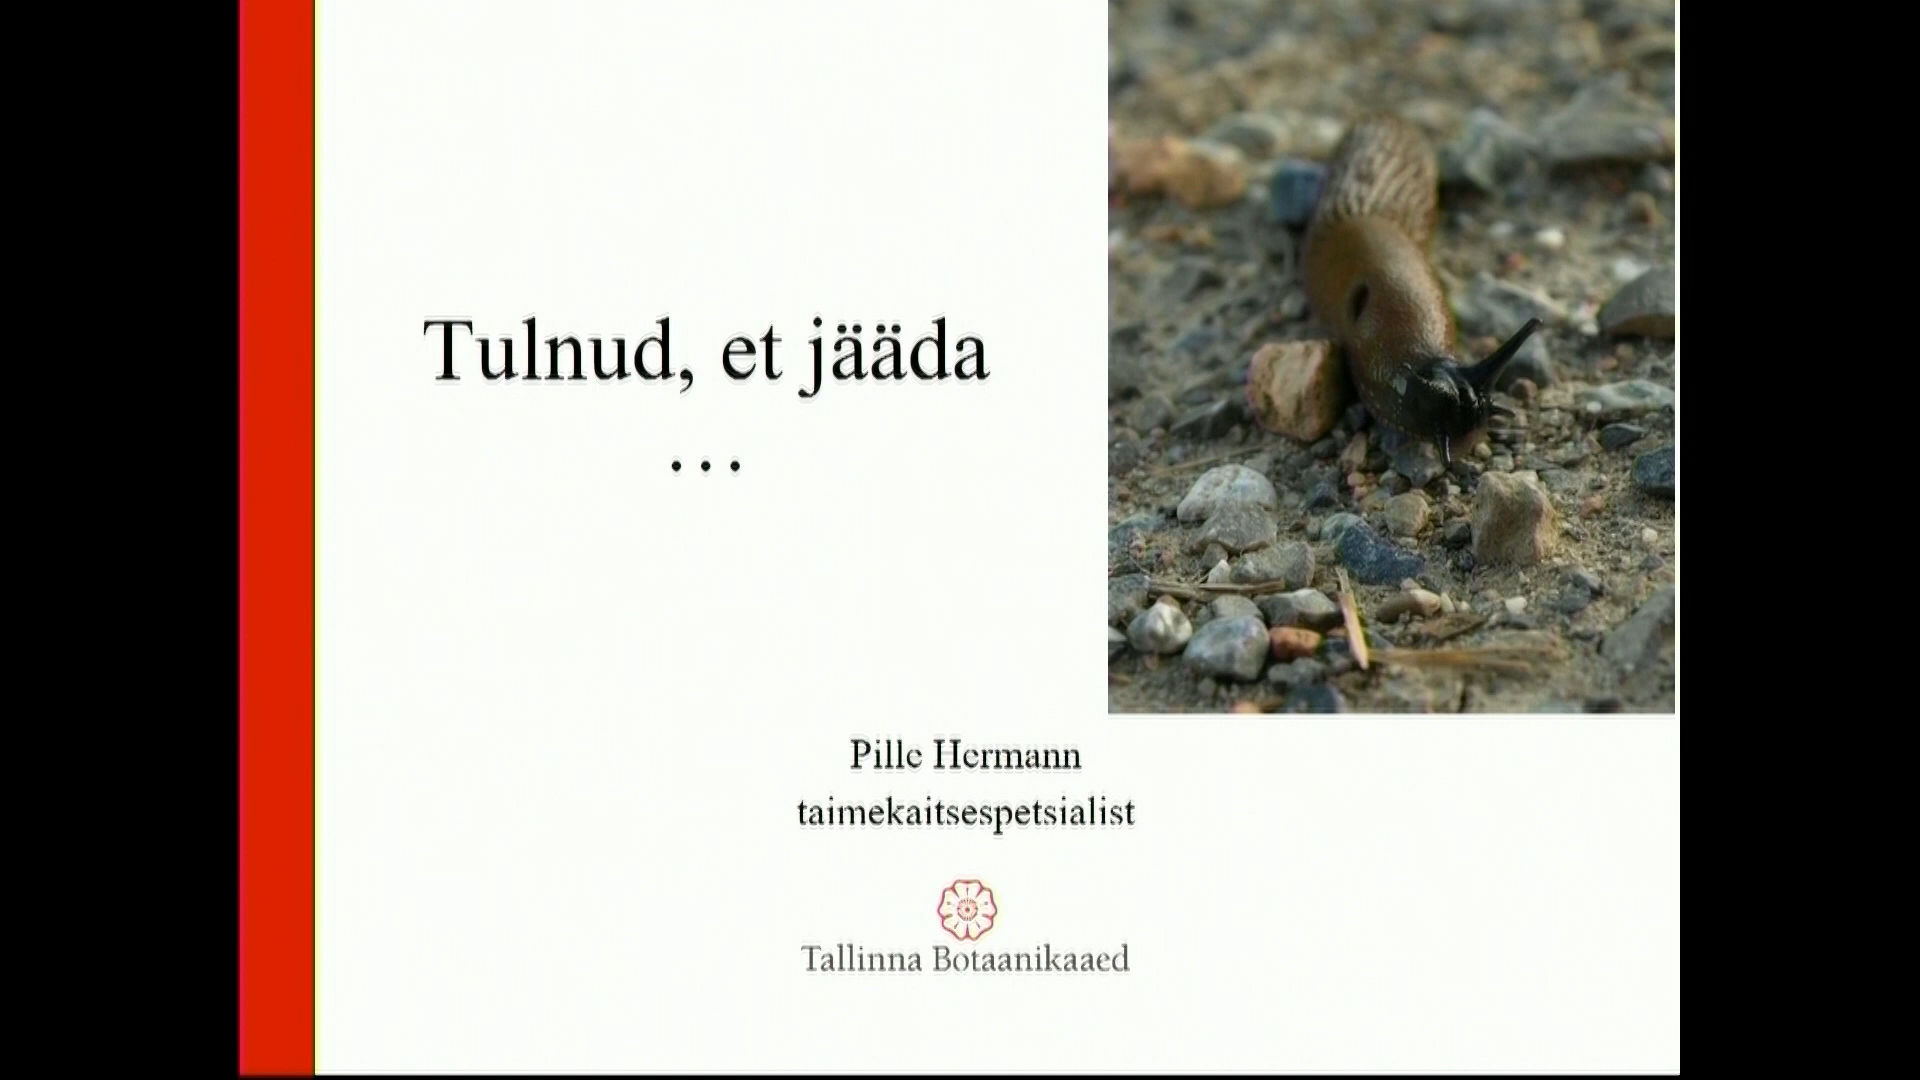 Tulnud, et jääda
...
Pille Hermann
taimekaitsespetsialist
Tallinna Botaanikaaed